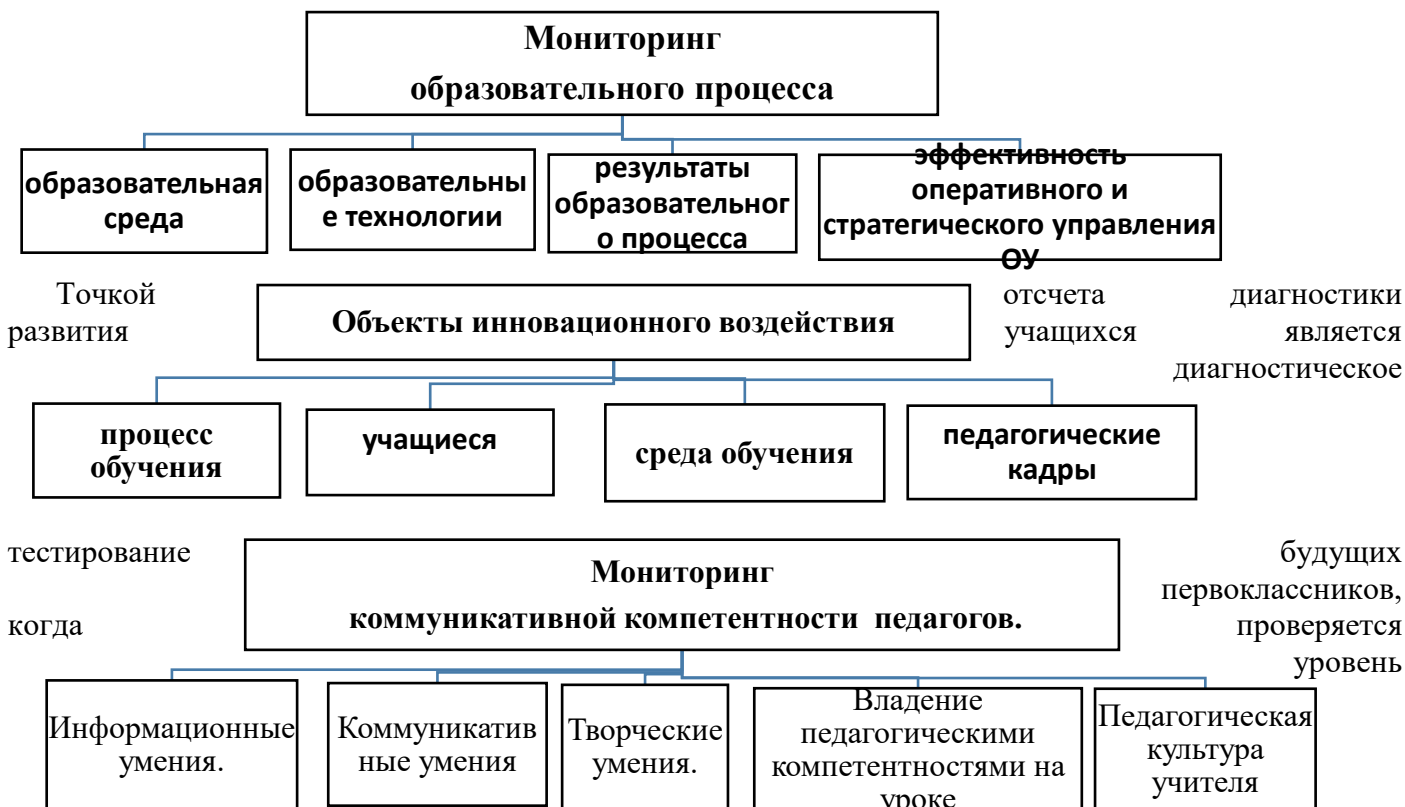 Мониторинг
образовательного процесса
образовательная
среда
образовательны
е технологии
результаты
образовательног
о процесса
эффективность
оперативного и
стратегического управления
ОУ
Точкой отсчета диагностики
развития учащихся является
диагностическое
Объекты инновационного воздействия
процесс
обучения
учащиеся
среда обучения
педагогические
кадры
тестирование будущих
первоклассников,
когда проверяется
уровень
Мониторинг
коммуникативной компетентности педагогов.
Информационные
умения.
Коммуникатив
ные умения
Творческие
умения.
Владение
педагогическими
компетентностями на
уроке
Педагогическая
культура
учителя